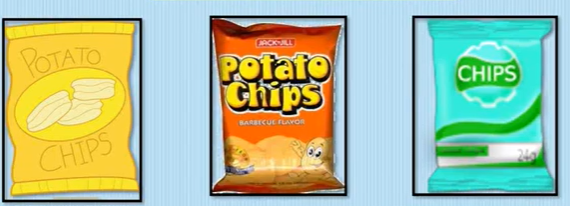 POTATO
CHIPS
JACK 'n JILL
Potato
Chips
BARBECUE FLAVOR
CHIPS
24g